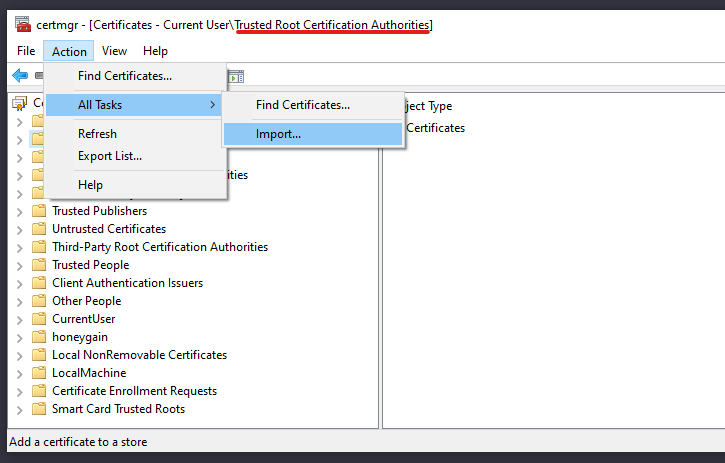 certmgr - [Certificates - Current User\Trusted Root Certification Authorities]
File Action View Help
Find Certificates...
All Tasks
Refresh
Export List...
Help
Find Certificates...
Import...
ject Type
Certificates
Trusted Publishers
Untrusted Certificates
Third-Party Root Certification Authorities
Trusted People
Client Authentication Issuers
Other People
CurrentUser
honeygain
Local NonRemovable Certificates
LocalMachine
Certificate Enrollment Requests
Smart Card Trusted Roots
Add a certificate to a store